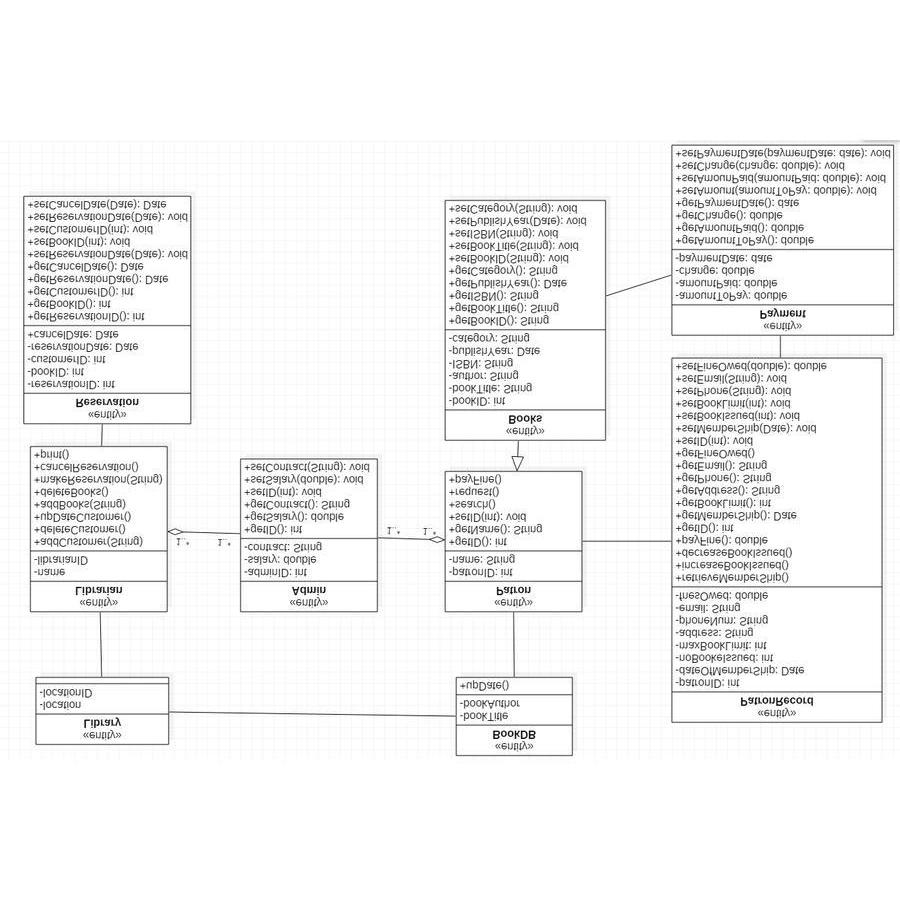 «entity»
Library
-location
-locationID
«entity»
BookDB
-bookTitle
-bookAuthor
+upDate()
«entity»
PatronRecord
-patronID: int
-dateOfMemberShip: Date
-noBookeIssued: int
-maxBookLimit: int
-address: String
-phoneNum: String
-email: String
-fnesOwed: double
+retrieveMemberShip()
+increaseBookIssued()
+decreaseBookIssued()
+payFine(): double
+getID(): int
+getMemberShip(): Date
+getBookLimit(): int
+getAddress(): String
+getPhone(): String
+getEmail(): String
+getFineOwed()
+setID(int): void
+setMemberShip(Date): void
+setBookIssued(int): void
+setBookLimit(int): void
+setPhone(String): void
+setEmail(String): void
+setFineOwed(double): double
«entity»
Librarian
-name
-librarianID
+addCustomer(String)
+deleteCustomer()
+upDateCustomer()
+addBooks(String)
+deleteBooks()
+makeReservation(String)
+cancelReservation()
+print()
1..*
1..*
«entity»
Admin
-adminID: int
-salary: double
-contract: String
+getID(): int
+getSalary(): double
+getContract(): String
+setID(int): void
+setSalary(double): void
+setContract(String): void
1..*
1..*
«entity»
Patron
-patronID: int
-name: String
+getID(): int
+getName(): String
+setID(int): void
+search()
+request()
+payFine()
«entity»
Reservation
-reservationID: int
-bookID: int
-customerID: int
-reservationDate: Date
+cancelDate: Date
+getReservationID(): int
+getBookID(): int
+getCustomerID(): int
+getReservationDate(): Date
+getCancelDate(): Date
+setReservationDate(Date): void
+setBookID(int): void
+setCustomerID(int): void
+setReservationDate(Date): void
+setCancelDate(Date): Date
«entity»
Books
-bookID: int
-bookTitle: String
-author: String
-ISBN: String
-publishYear: Date
-category: String
+getBookID(): String
+getBookTitle(): String
+getISBN(): String
+getPublishYear(): Date
+getCategory(): String
+setBookID(String): void
+setBookTitle(String): void
+setISBN(String): void
+setPublishYear(Date): void
+setCategory(String): void
«entity»
Payment
-amountToPay: double
-amountPaid: double
-change: double
-paymentDate: date
+getAmountToPay(): double
+getAmountPaid(): double
+getChange(): double
+getPaymentDate(): date
+setAmount(amountToPay: double): void
+setAmountPaid(amountPaid: double): void
+setChange(change: double): void
+setPaymentDate(paymentDate: date): void